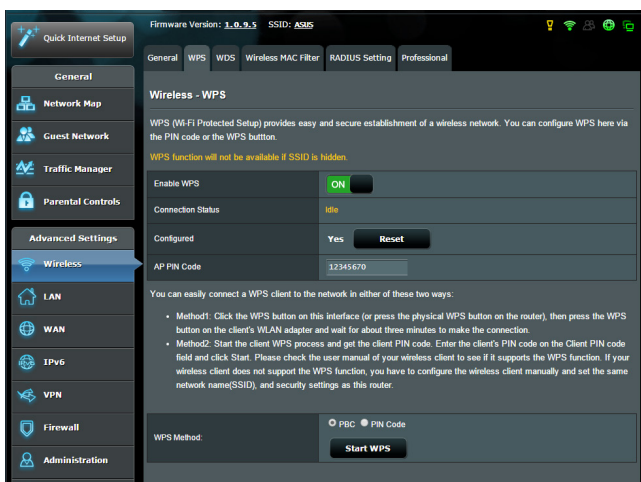 Quick Internet Setup
Firmware Version: 1.0.9.5 SSID: ASUS
General WPS WDS Wireless MAC Filter RADIUS Setting Professional
General
Network Map
Guest Network
Traffic Manager
Parental Controls
Advanced Settings
Wireless
LAN
WAN
IPv6
VPN
Firewall
Administration
Wireless - WPS
WPS (Wi-Fi Protected Setup) provides easy and secure establishment of a wireless network. You can configure WPS here via
the PIN code or the WPS buttton.
WPS function will not be available if SSID is hidden.
Enable WPS ON
Connection Status Idle
Configured Yes Reset
AP PIN Code 12345670
You can easily connect a WPS client to the network in either of these two ways:
• Method1: Click the WPS button on this interface (or press the physical WPS button on the router), then press the WPS
button on the client's WLAN adapter and wait for about three minutes to make the connection.
• Method2: Start the client WPS process and get the client PIN code. Enter the client's PIN code on the Client PIN code
field and click Start. Please check the user manual of your wireless client to see if it supports the WPS function. If your
wireless client does not support the WPS function, you have to configure the wireless client manually and set the same
network name(SSID), and security settings as this router.
WPS Method: PBC PIN Code
Start WPS